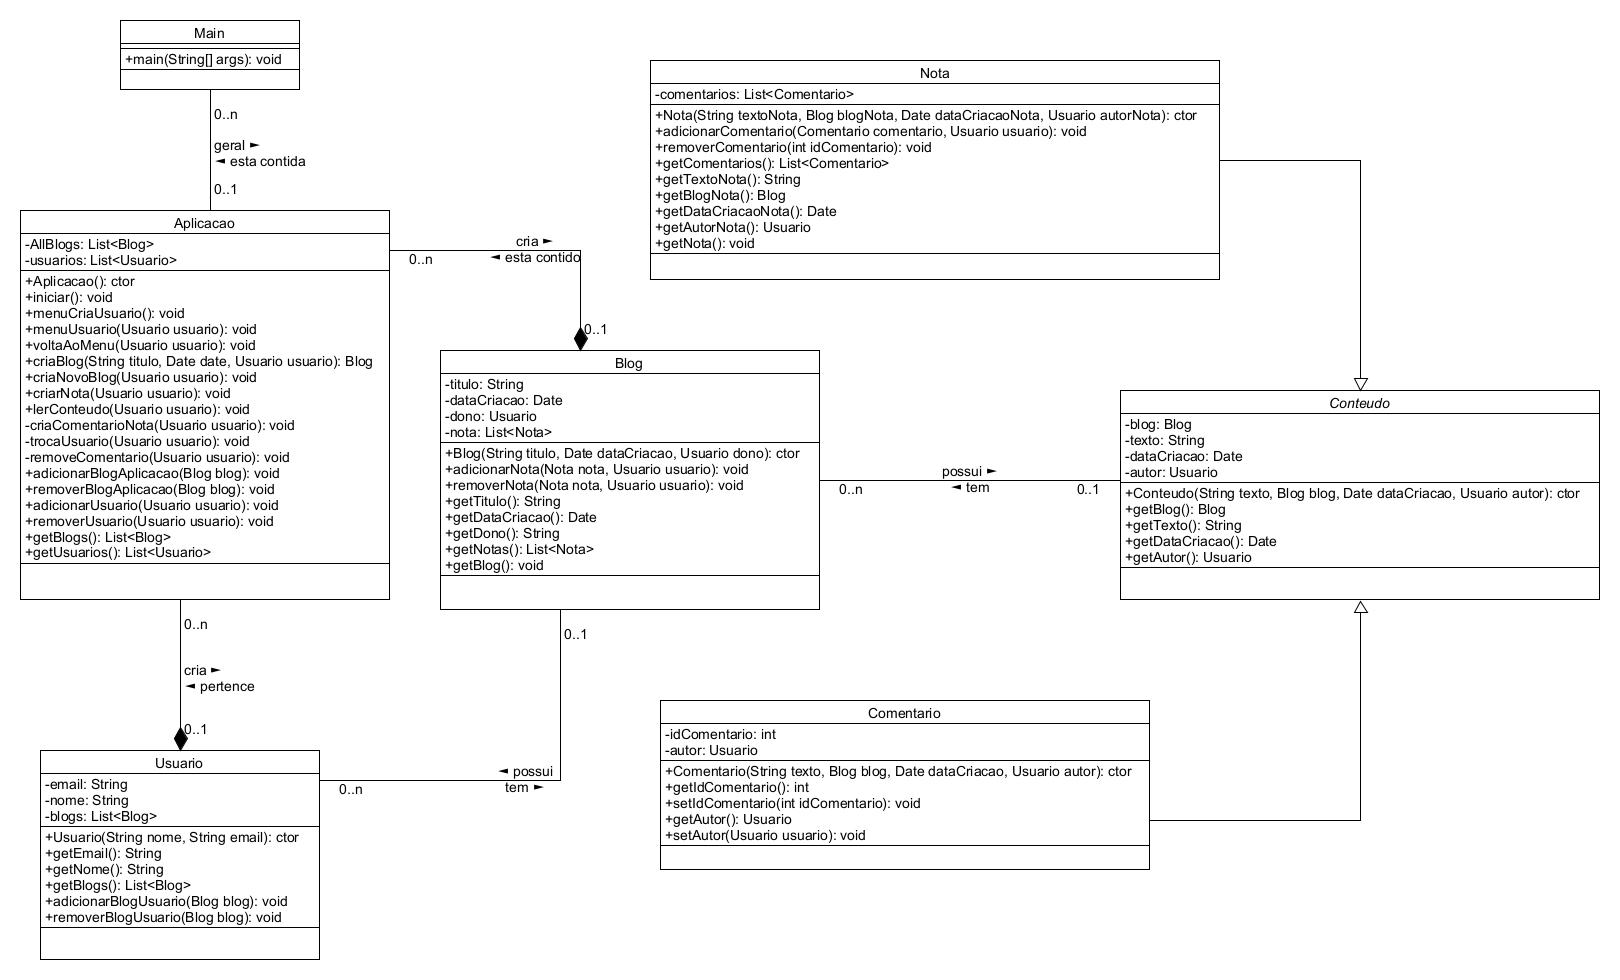 Main
+main(String[] args): void
0..n
geral ►
◄ esta contida
0..1
Aplicacao
-AllBlogs: List<Blog>
-usuarios: List<Usuario>
+Aplicacao(): ctor
+iniciar(): void
+menuCriaUsuario(): void
+menuUsuario(Usuario usuario): void
+voltaAoMenu(Usuario usuario): void
+criaBlog(String titulo, Date date, Usuario usuario): Blog
+criaNovoBlog(Usuario usuario): void
+criarNota(Usuario usuario): void
+lerConteudo(Usuario usuario): void
-criaComentarioNota(Usuario usuario): void
-trocaUsuario(Usuario usuario): void
-removeComentario(Usuario usuario): void
+adicionarBlogAplicacao(Blog blog): void
+removerBlogAplicacao(Blog blog): void
+adicionarUsuario(Usuario usuario): void
+removerUsuario(Usuario usuario): void
+getBlogs(): List<Blog>
+getUsuarios(): List<Usuario>
cria ►
0..n
◄ esta contido
0..1
Nota
-comentarios: List<Comentario>
+Nota(String textoNota, Blog blogNota, Date dataCriacaoNota, Usuario autorNota): ctor
+adicionarComentario(Comentario comentario, Usuario usuario): void
+removerComentario(int idComentario): void
+getComentarios(): List<Comentario>
+getTextoNota(): String
+getBlogNota(): Blog
+getDataCriacaoNota(): Date
+getAutorNota(): Usuario
+getNota(): void
Blog
-titulo: String
-dataCriacao: Date
-dono: Usuario
-nota: List<Nota>
+Blog(String titulo, Date dataCriacao, Usuario dono): ctor
+adicionarNota(Nota nota, Usuario usuario): void
+removerNota(Nota nota, Usuario usuario): void
+getTitulo(): String
+getDataCriacao(): Date
+getDono(): String
+getNotas(): List<Nota>
+getBlog(): void
possui ►
0..n
◄ tem
0..1
Conteudo
-blog: Blog
-texto: String
-dataCriacao: Date
-autor: Usuario
+Conteudo(String texto, Blog blog, Date dataCriacao, Usuario autor): ctor
+getBlog(): Blog
+getTexto(): String
+getDataCriacao(): Date
+getAutor(): Usuario
0..n
cria ►
◄ pertence
0..1
Usuario
-email: String
-nome: String
-blogs: List<Blog>
+Usuario(String nome, String email): ctor
+getEmail(): String
+getNome(): String
+getBlogs(): List<Blog>
+adicionarBlogUsuario(Blog blog): void
+removerBlogUsuario(Blog blog): void
0..1
◄ possui
0..n
tem ►
Comentario
-idComentario: int
-autor: Usuario
+Comentario(String texto, Blog blog, Date dataCriacao, Usuario autor): ctor
+getIdComentario(): int
+setIdComentario(int idComentario): void
+getAutor(): Usuario
+setAutor(Usuario usuario): void